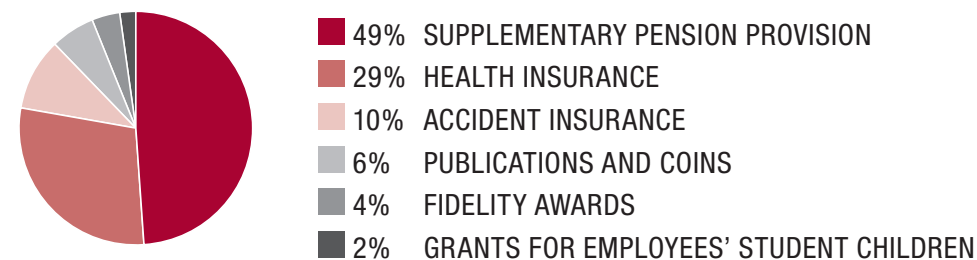 49% SUPPLEMENTARY PENSION PROVISION
29% HEALTH INSURANCE
10% ACCIDENT INSURANCE
6% PUBLICATIONS AND COINS
4% FIDELITY AWARDS
2% GRANTS FOR EMPLOYEES’ STUDENT CHILDREN